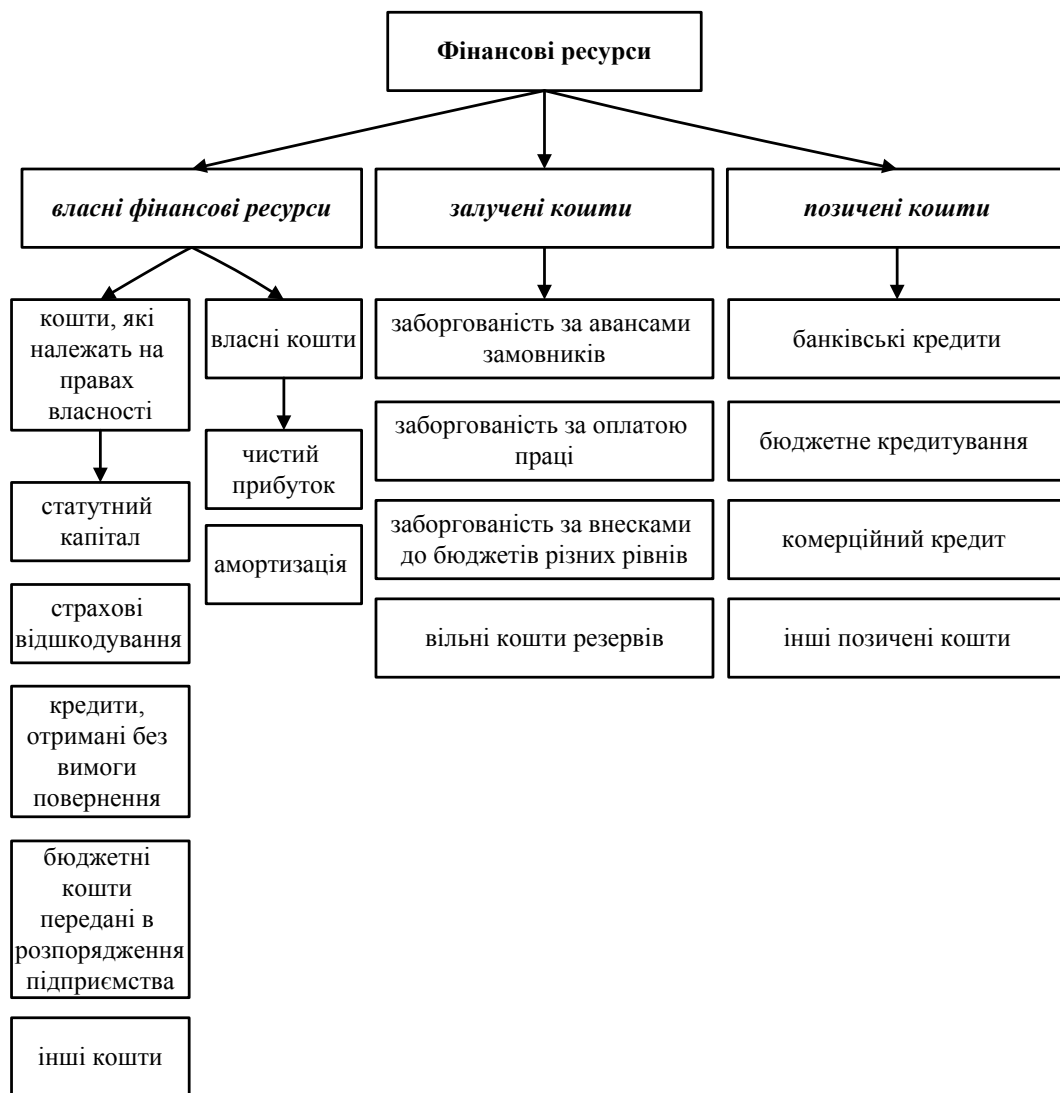 Фінансові ресурси
власні фінансові ресурси
залучені кошти
позичені кошти
кошти, які
належать на
правах
власності
статутний
капітал
страхові
відшкодування
кредити,
отримані без
вимоги
повернення
бюджетні
кошти
передані в
розпорядження
підприємства
інші кошти
власні кошти
чистий
прибуток
амортизація
заборгованість за авансами
замовників
заборгованість за оплатою
праці
заборгованість за внесками
до бюджетів різних рівнів
вільні кошти резервів
банківські кредити
бюджетне кредитування
комерційний кредит
інші позичені кошти